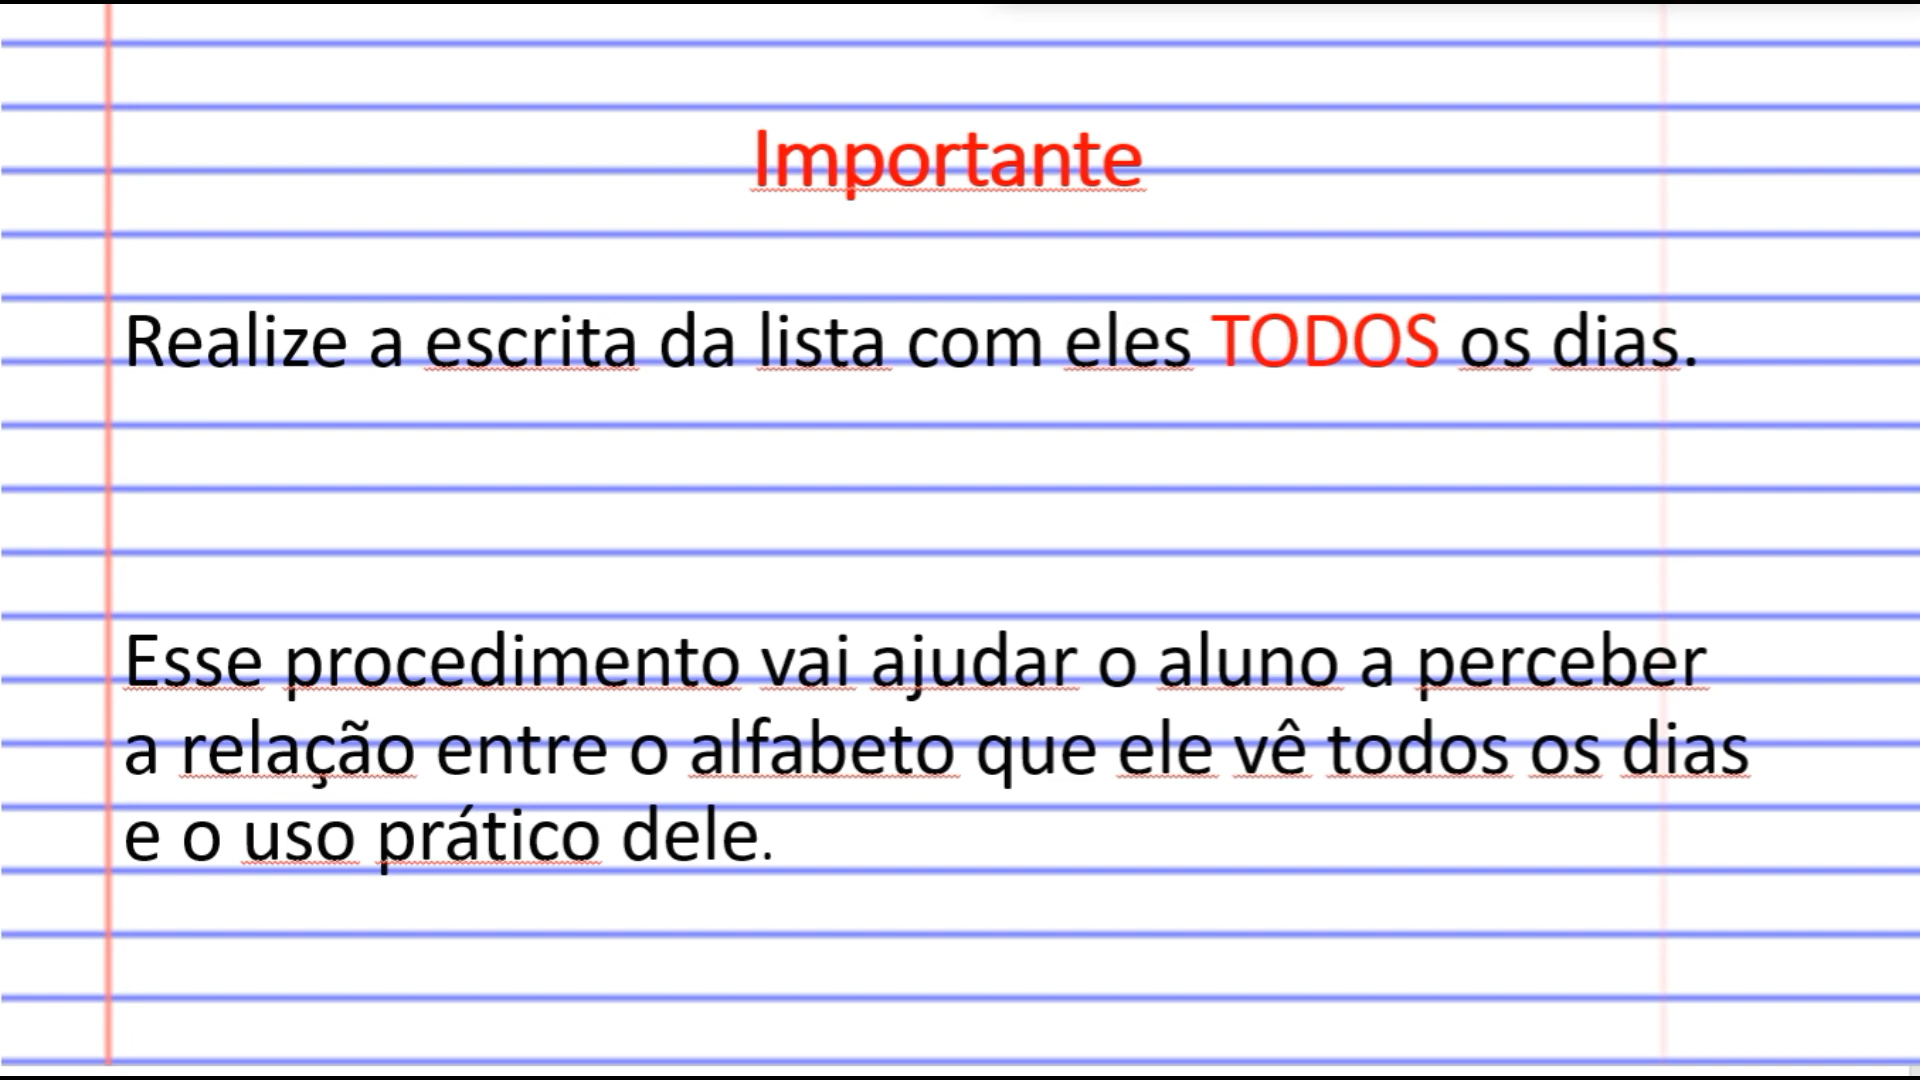 Importante
Realize a escrita da lista com eles TODOS os dias.
Esse procedimento vai ajudar o aluno a perceber
a relação entre o alfabeto que ele vê todos os dias
e o uso prático dele.